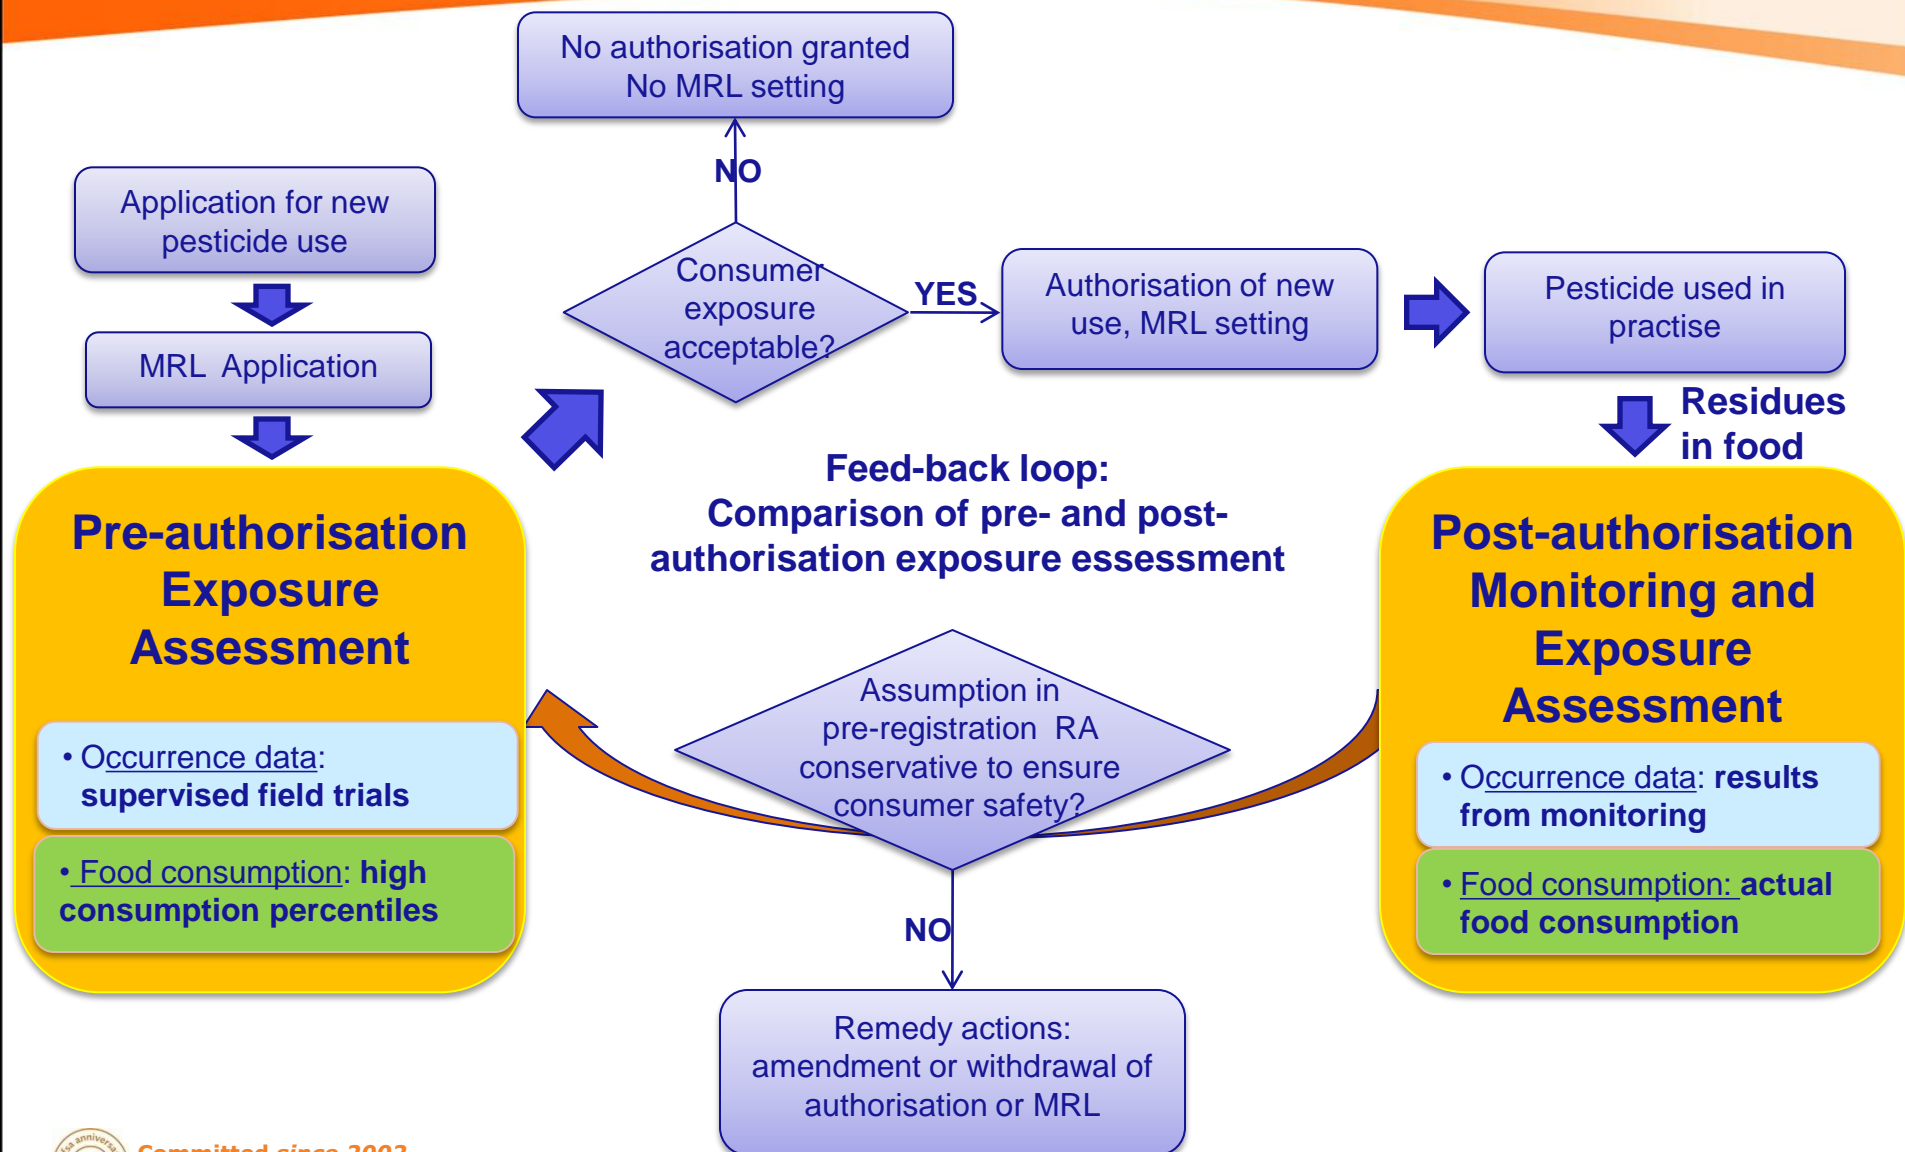 No authorisation granted
No MRL setting
NO
Application for new
pesticide use
MRL  Application
Consumer
exposure
acceptable?
YES
Authorisation of new
use, MRL setting
Pesticide used in
practise
Residues
in food
Feed-back loop:
Comparison of pre- and post-
authorisation exposure essessment
Pre-authorisation
Exposure
Assessment
• Occurrence data:
supervised field trials
• Food consumption: high
consumption percentiles
Assumption in
pre-registration  RA
conservative to ensure
consumer safety?
NO
Remedy actions:
amendment or withdrawal of
authorisation or MRL
Post-authorisation
Monitoring and
Exposure
Assessment
• Occurrence data: results
from monitoring
• Food consumption: actual
food consumption
Committed since 2002